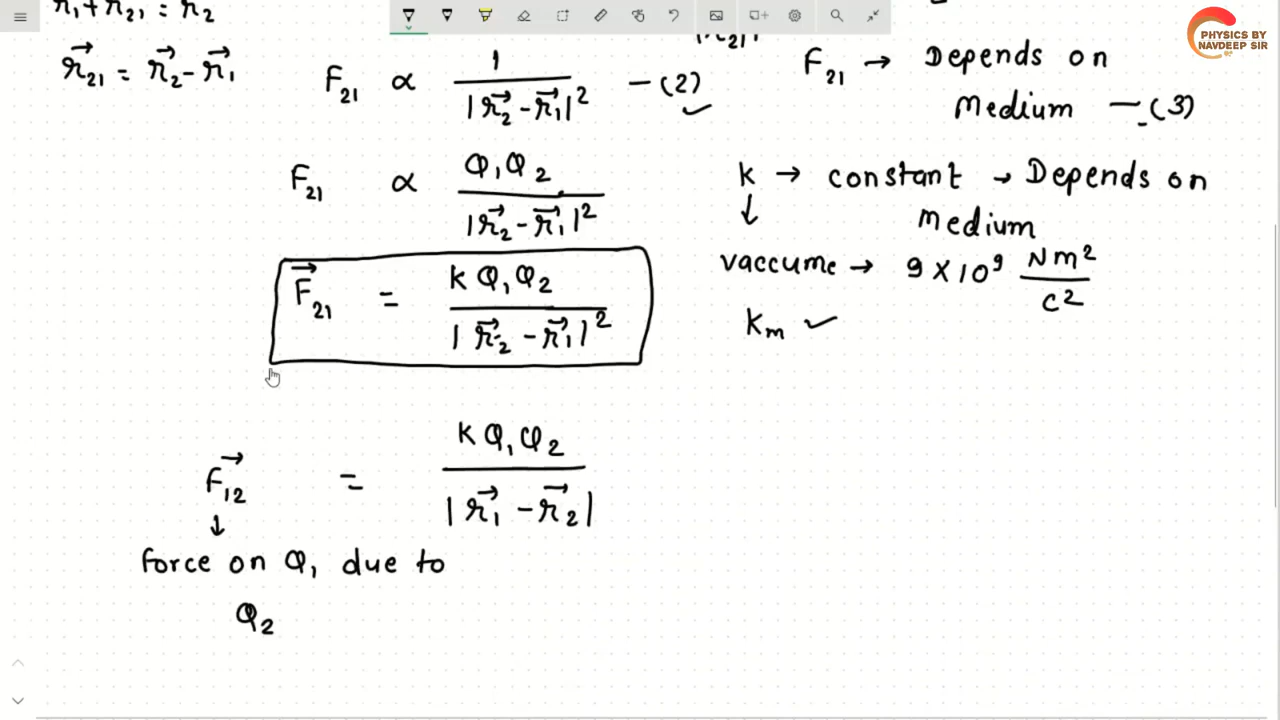 r₁ + r₂₁ = r₂
r⃗₂₁ = r⃗₂ - r⃗₁
F₂₁ ∝ 1 / |r⃗₂ - r⃗₁|² — (2) ✓
F₂₁ → Depends on
Medium — (3)
F₂₁ ∝ Q₁Q₂ / |r⃗₂ - r⃗₁|²
F⃗₂₁ = k Q₁Q₂ / |r⃗₂ - r⃗₁|²
k → constant → Depends on
↓ medium
vaccume → 9 × 10⁹ Nm² / C²
kₘ ✓
F⃗₁₂ = k Q₁Q₂ / |r⃗₁ - r⃗₂|
↓
force on Q₁ due to
Q₂
PHYSICS BY
NAVDEEP SIR